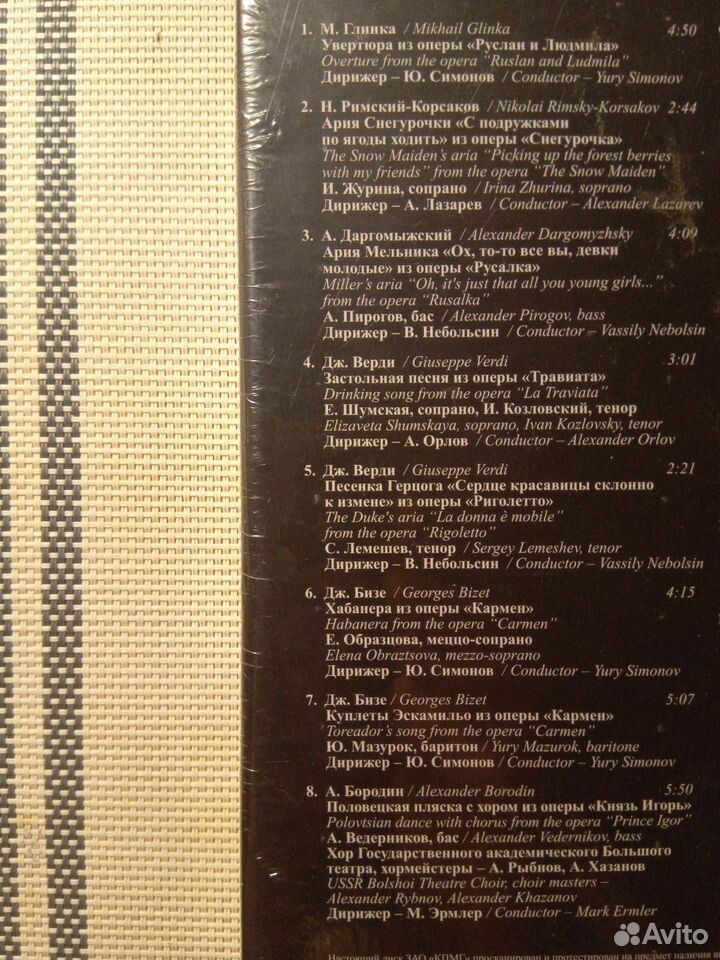 1. М. Глинка / Mikhail Glinka 4:50
Увертюра из оперы «Руслан и Людмила»
Overture from the opera “Ruslan and Ludmila”
Дирижер – Ю. Симонов / Conductor – Yury Simonov
2. Н. Римский-Корсаков / Nikolai Rimsky-Korsakov 2:44
Ария Снегурочки «С подружками
по ягоды ходить» из оперы «Снегурочка»
The Snow Maiden's aria “Picking up the forest berries
with my friends” from the opera “The Snow Maiden”
И. Журина, сопрано / Irina Zhurina, soprano
Дирижер – А. Лазарев / Conductor – Alexander Lazarev
3. А. Даргомыжский / Alexander Dargomyzhsky 4:09
Ария Мельника «Ох, то-то все вы, девки
молодые» из оперы «Русалка»
Miller's aria “Oh, it's just that all you young girls...”
from the opera “Rusalka”
А. Пирогов, бас / Alexander Pirogov, bass
Дирижер – В. Небольсин / Conductor – Vassily Nebolsin
4. Дж. Верди / Giuseppe Verdi 3:01
Застольная песня из оперы «Травиата»
Drinking song from the opera “La Traviata”
Е. Шумская, сопрано, И. Козловский, тенор
Elizaveta Shumskaya, soprano, Ivan Kozlovsky, tenor
Дирижер – А. Орлов / Conductor – Alexander Orlov
5. Дж. Верди / Giuseppe Verdi 2:21
Песенка Герцога «Сердце красавицы склонно
к измене» из оперы «Риголетто»
The Duke's aria “La donna è mobile”
from the opera “Rigoletto”
С. Лемешев, тенор / Sergey Lemeshev, tenor
Дирижер – В. Небольсин / Conductor – Vassily Nebolsin
6. Дж. Бизе / Georges Bizet 4:15
Хабанера из оперы «Кармен»
Habanera from the opera “Carmen”
Е. Образцова, меццо-сопрано
Elena Obraztsova, mezzo-soprano
Дирижер – Ю. Симонов / Conductor – Yury Simonov
7. Дж. Бизе / Georges Bizet 5:07
Куплеты Эскамильо из оперы «Кармен»
Toreador's song from the opera “Carmen”
Ю. Мазурок, баритон / Yury Mazurok, baritone
Дирижер – Ю. Симонов / Conductor – Yury Simonov
8. А. Бородин / Alexander Borodin 5:50
Половецкая пляска с хором из оперы «Князь Игорь»
Polovtsian dance with chorus from the opera “Prince Igor”
А. Ведерников, бас / Alexander Vedernikov, bass
Хор Государственного академического Большого
театра, хормейстеры – А. Рыбнов, А. Хазанов
USSR Bolshoi Theatre Choir, choir masters –
Alexander Rybnov, Alexander Khazanov
Дирижер – М. Эрмлер / Conductor – Mark Ermler
Настоящий диск ЗАО «КПМГ» просканирован и протестирован на предмет наличия
Avito